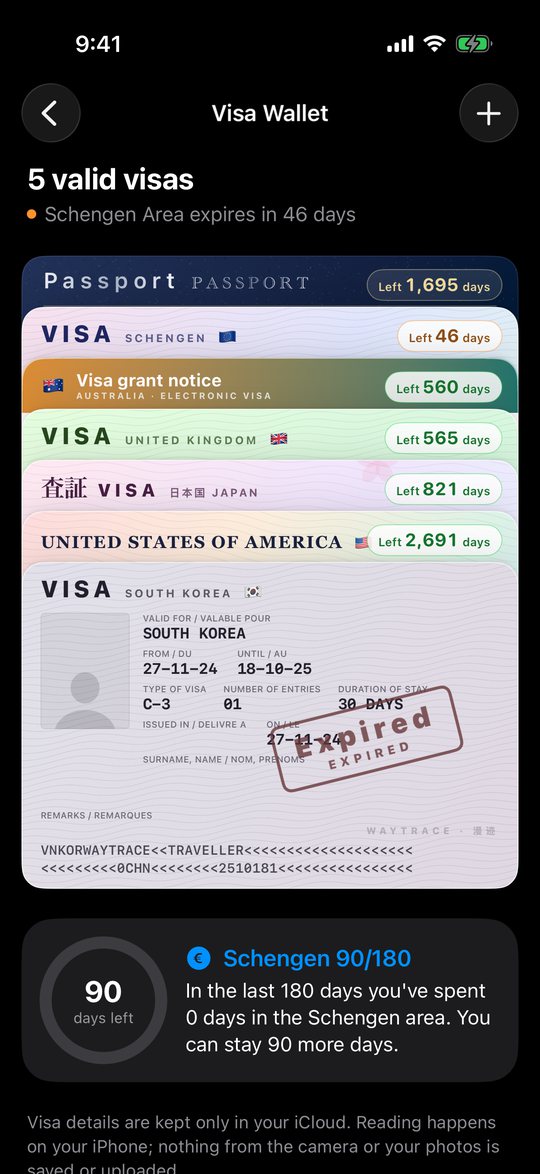 9:41
Visa Wallet
5 valid visas
Schengen Area expires in 46 days
Passport PASSPORT Left 1,695 days
VISA SCHENGEN Left 46 days
Visa grant notice
AUSTRALIA · ELECTRONIC VISA
Left 560 days
VISA UNITED KINGDOM Left 565 days
査証 VISA 日本国 JAPAN Left 821 days
UNITED STATES OF AMERICA Left 2,691 days
VISA SOUTH KOREA
VALID FOR / VALABLE POUR
SOUTH KOREA
FROM / DU UNTIL / AU
27-11-24 18-10-25
TYPE OF VISA NUMBER OF ENTRIES DURATION OF STAY
C-3 01 30 DAYS
ISSUED IN / DELIVRE A ON / LE
27-11-24
Expired
EXPIRED
SURNAME, NAME / NOM, PRENOMS
REMARKS / REMARQUES
WAYTRACE · 漫迹
VNKORWAYTRACE<<TRAVELLER<<<<<<<<<<<<<<<<<<<
<<<<<<<<<0CHN<<<<<<<2510181<<<<<<<<<<<<<<<
90
days left
€ Schengen 90/180
In the last 180 days you've spent
0 days in the Schengen area. You
can stay 90 more days.
Visa details are kept only in your iCloud. Reading happens
on your iPhone; nothing from the camera or your photos is
saved or uploaded